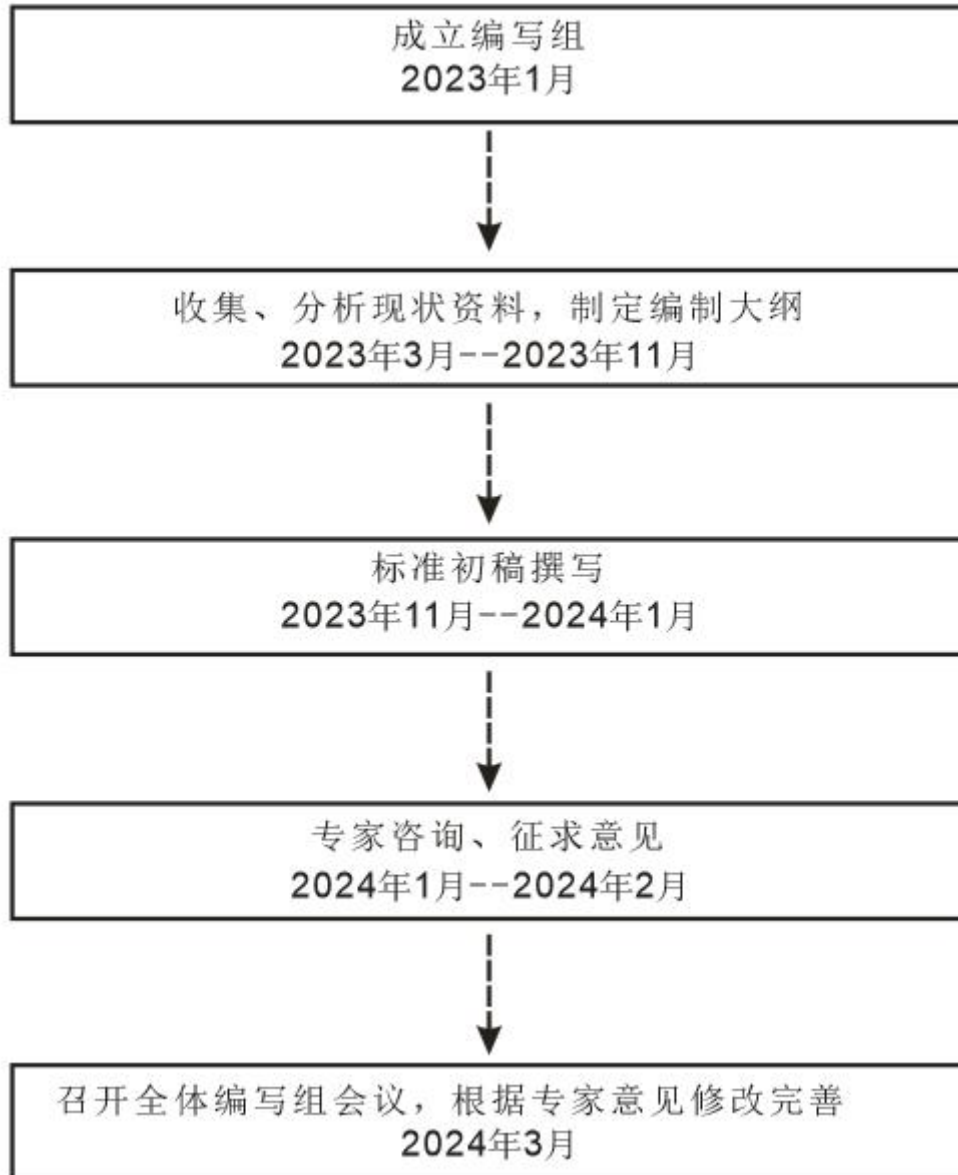 成立编写组
2023年1月
收集、分析现状资料，制定编制大纲
2023年3月--2023年11月
标准初稿撰写
2023年11月--2024年1月
专家咨询、征求意见
2024年1月--2024年2月
召开全体编写组会议，根据专家意见修改完善
2024年3月